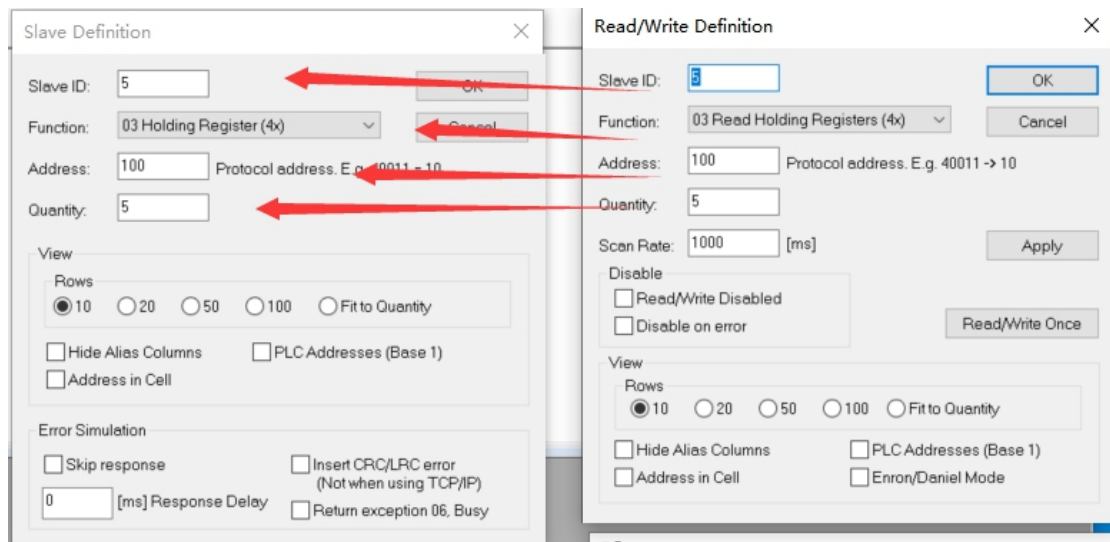 Slave Definition
Slave ID:
5
OK
Function:
03 Holding Register (4x)
Cancel
Address:
100
Protocol address. E.g. 40011 -> 10
Quantity:
5
View
Rows
10
20
50
100
Fit to Quantity
Hide Alias Columns
PLC Addresses (Base 1)
Address in Cell
Error Simulation
Skip response
Insert CRC/LRC error
(Not when using TCP/IP)
0
[ms] Response Delay
Return exception 06, Busy
Read/Write Definition
Slave ID:
5
OK
Function:
03 Read Holding Registers (4x)
Cancel
Address:
100
Protocol address. E.g. 40011 -> 10
Quantity:
5
Scan Rate:
1000
[ms]
Apply
Disable
Read/Write Disabled
Disable on error
Read/Write Once
View
Rows
10
20
50
100
Fit to Quantity
Hide Alias Columns
PLC Addresses (Base 1)
Address in Cell
Enron/Daniel Mode